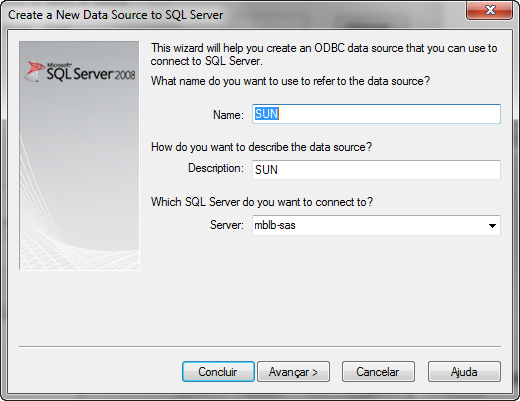 Create a New Data Source to SQL Server
Microsoft
SQL Server 2008
This wizard will help you create an ODBC data source that you can use to
connect to SQL Server.
What name do you want to use to refer to the data source?
Name: SUN
How do you want to describe the data source?
Description: SUN
Which SQL Server do you want to connect to?
Server: mblb-sas
Concluir Avançar > Cancelar Ajuda